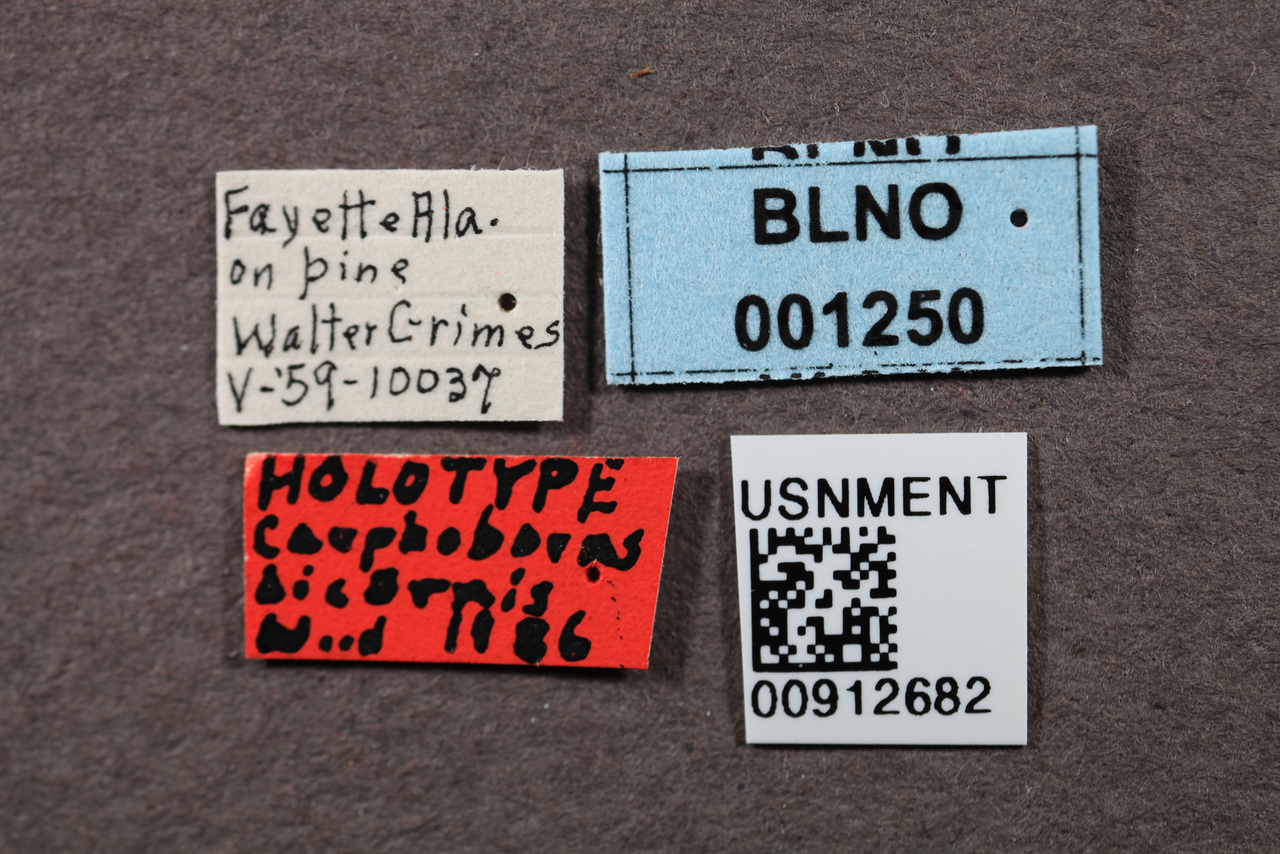 Fayette Ala.
on pine
Walter Grimes
V-'59-10037
BLNO
001250
HOLOTYPE
Carphoborus
bicornis
Wood 1986
USNMENT
00912682